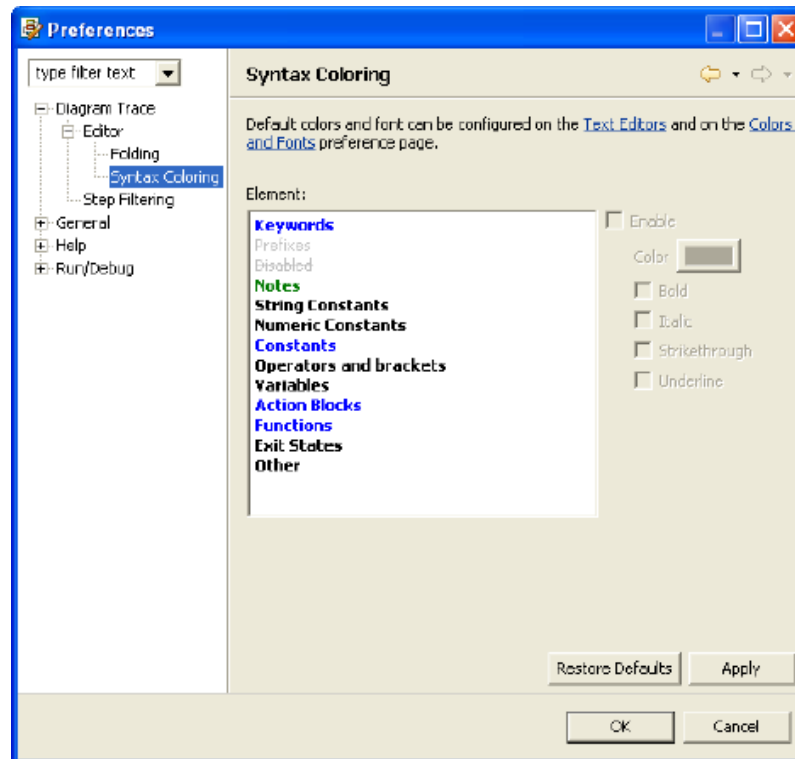 Preferences
type filter text
Syntax Coloring
Diagram Trace
Editor
Folding
Syntax Coloring
Step Filtering
General
Help
Run/Debug
Default colors and font can be configured on the Text Editors and on the Colors
and Fonts preference page.
Element:
Keywords
Prefixes
Disabled
Notes
String Constants
Numeric Constants
Constants
Operators and brackets
Variables
Action Blocks
Functions
Exit States
Other
Enable
Color
Bold
Italic
Strikethrough
Underline
Restore Defaults
Apply
OK
Cancel